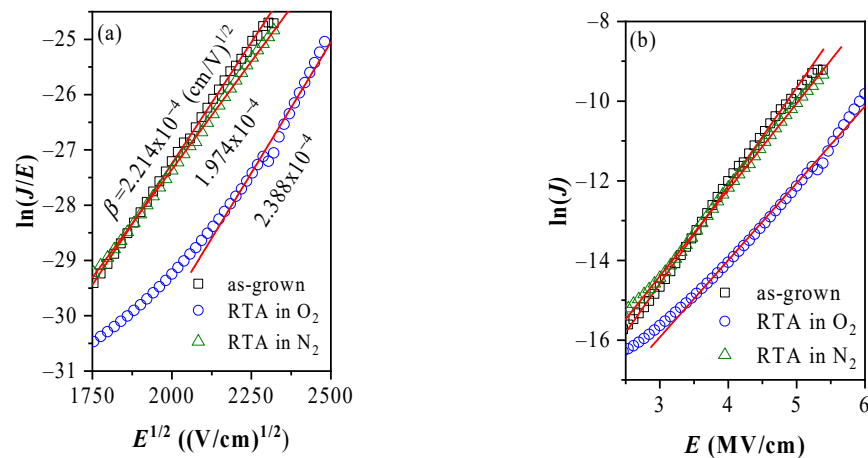 (a)
−25
−26
−27
−28
−29
−30
−31
ln(J/E)
β =2.214x10⁻⁴ (cm/V)^1/2
1.974x10⁻⁴
2.388x10⁻⁴
as-grown
RTA in O₂
RTA in N₂
1750 2000 2250 2500
E^1/2 ((V/cm)^1/2)
(b)
−8
−10
−12
−14
−16
ln(J)
as-grown
RTA in O₂
RTA in N₂
3 4 5 6
E (MV/cm)